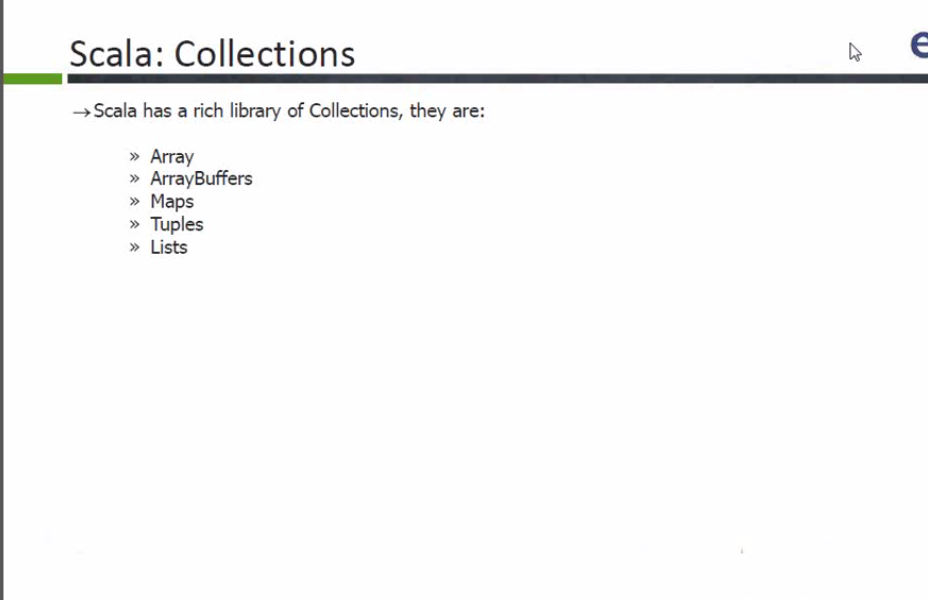 Scala: Collections
e
→Scala has a rich library of Collections, they are:
» Array
» ArrayBuffers
» Maps
» Tuples
» Lists